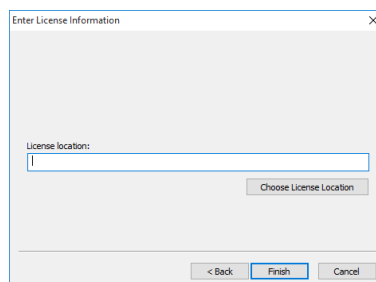 Enter License Information
License location:
Choose License Location
< Back Finish Cancel